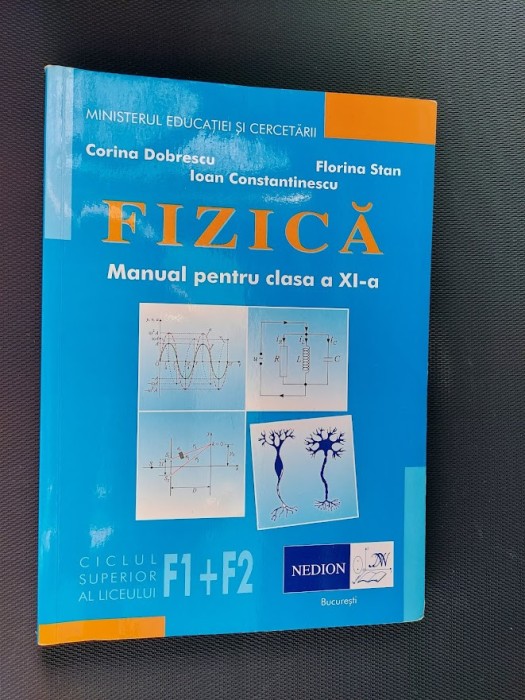 MINISTERUL EDUCAȚIEI ȘI CERCETĂRII
Corina Dobrescu
Florina Stan
Ioan Constantinescu
FIZICĂ
Manual pentru clasa a XI-a
R
L
C
CICLUL
SUPERIOR
AL LICEULUI
F1+F2
NEDION
București